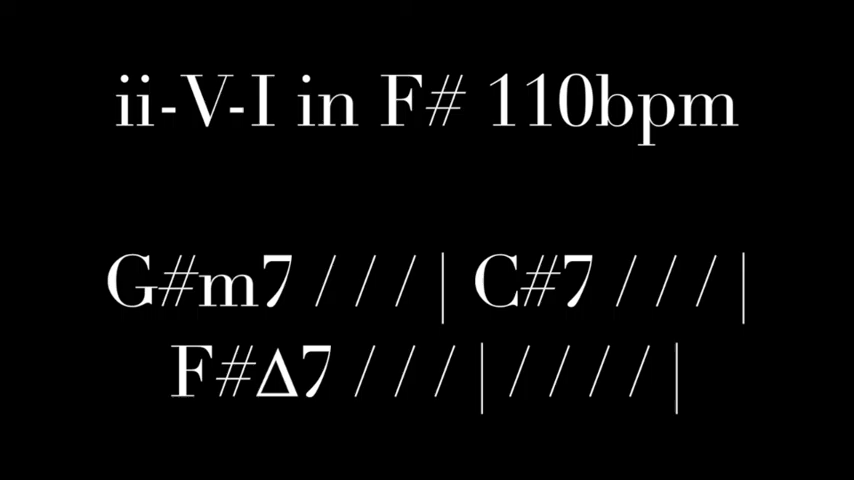 ii-V-I in F# 110bpm
G#m7 / / / | C#7 / / / |
F#Δ7 / / / | / / / / |